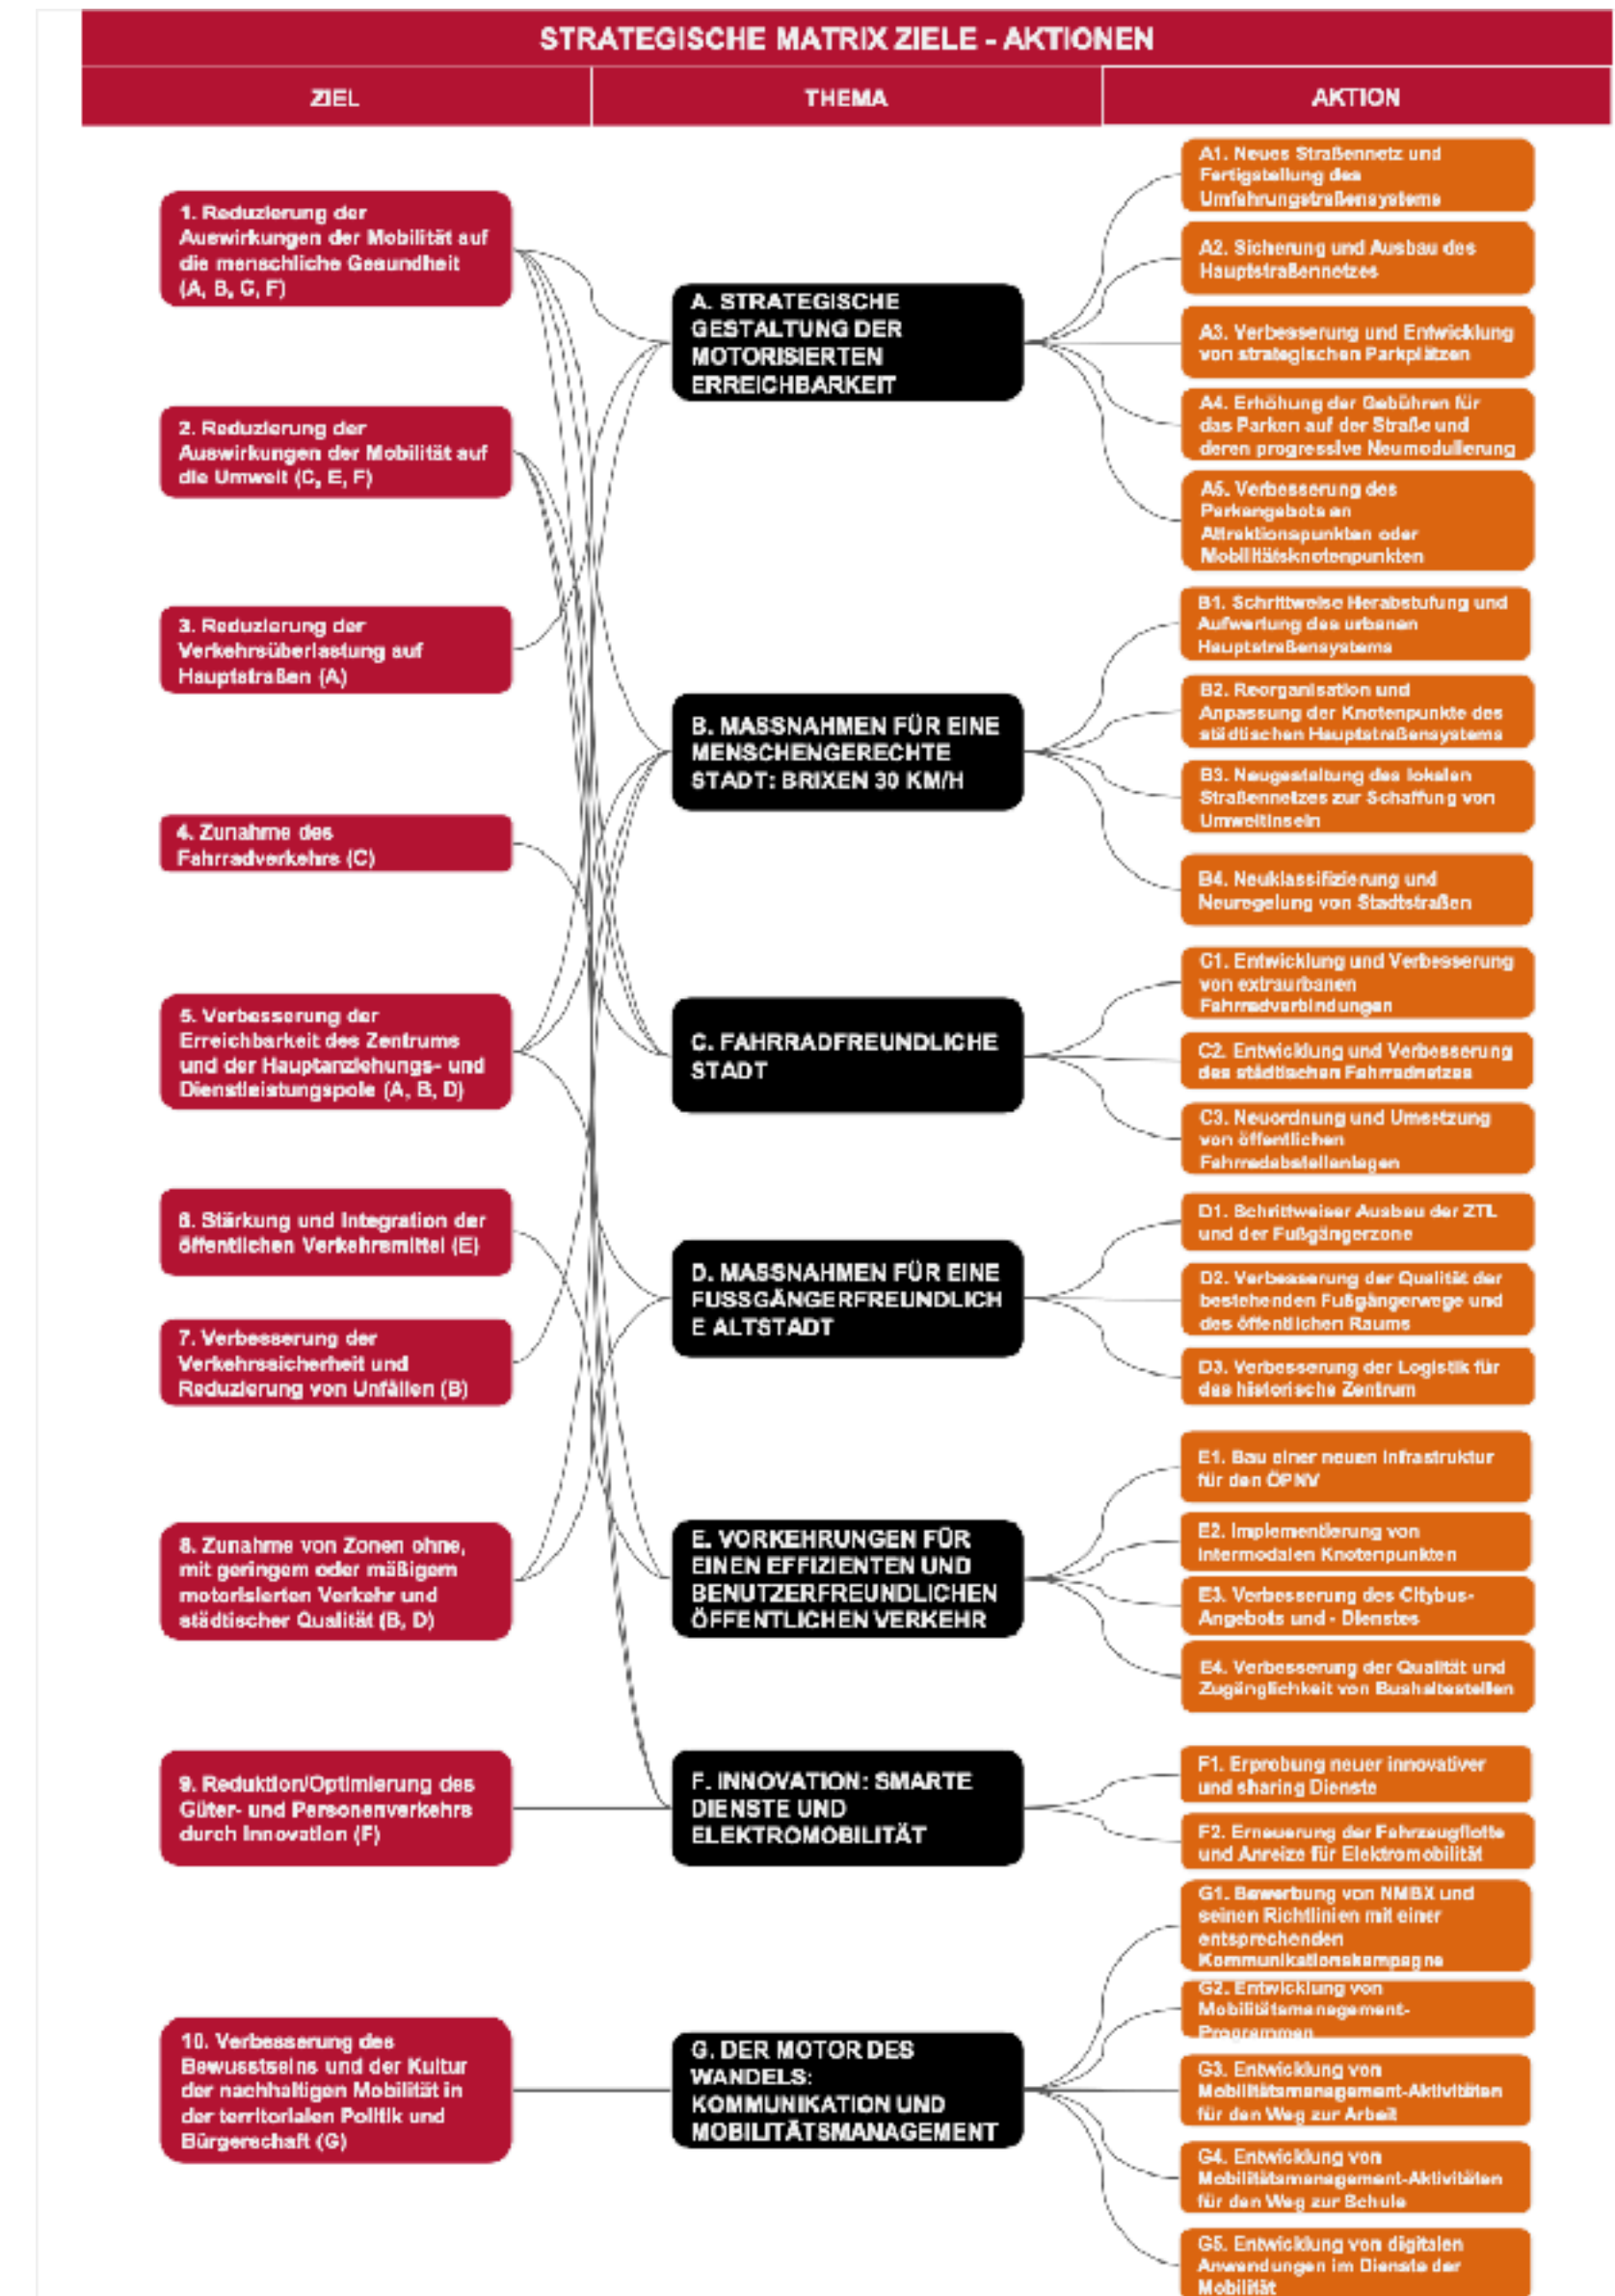 STRATEGISCHE MATRIX ZIELE - AKTIONEN
ZIEL
THEMA
AKTION
1. Reduzierung der
Auswirkungen der Mobilität auf
die menschliche Gesundheit
(A, B, C, F)
2. Reduzierung der
Auswirkungen der Mobilität auf
die Umwelt (C, E, F)
3. Reduzierung der
Verkehrsüberlastung auf
Hauptstraßen (A)
4. Zunahme des
Fahrradverkehrs (C)
5. Verbesserung der
Erreichbarkeit des Zentrums
und der Hauptanziehungs- und
Dienstleistungspole (A, B, D)
6. Stärkung und Integration der
öffentlichen Verkehrsmittel (E)
7. Verbesserung der
Verkehrssicherheit und
Reduzierung von Unfällen (B)
8. Zunahme von Zonen ohne,
mit geringem oder mäßigem
motorisierten Verkehr und
städtischer Qualität (B, D)
9. Reduktion/Optimierung des
Güter- und Personenverkehrs
durch Innovation (F)
10. Verbesserung des
Bewusstseins und der Kultur
der nachhaltigen Mobilität in
der territorialen Politik und
Bürgerschaft (G)
A. STRATEGISCHE
GESTALTUNG DER
MOTORISIERTEN
ERREICHBARKEIT
B. MASSNAHMEN FÜR EINE
MENSCHENGERECHTE
STADT: BRIXEN 30 KM/H
C. FAHRRADFREUNDLICHE
STADT
D. MASSNAHMEN FÜR EINE
FUSSGÄNGERFREUNDLICH
E ALTSTADT
E. VORKEHRUNGEN FÜR
EINEN EFFIZIENTEN UND
BENUTZERFREUNDLICHEN
ÖFFENTLICHEN VERKEHR
F. INNOVATION: SMARTE
DIENSTE UND
ELEKTROMOBILITÄT
G. DER MOTOR DES
WANDELS:
KOMMUNIKATION UND
MOBILITÄTSMANAGEMENT
A1. Neues Straßennetz und
Fertigstellung des
Umfahrungstraßensystems
A2. Sicherung und Ausbau des
Hauptstraßennetzes
A3. Verbesserung und Entwicklung
von strategischen Parkplätzen
A4. Erhöhung der Gebühren für
das Parken auf der Straße und
deren progressive Neumodulierung
A5. Verbesserung des
Parkangebots an
Attraktionspunkten oder
Mobilitätsknotenpunkten
B1. Schrittweise Herabstufung und
Aufwertung des urbanen
Hauptstraßensystems
B2. Reorganisation und
Anpassung der Knotenpunkte des
städtischen Hauptstraßensystems
B3. Neugestaltung des lokalen
Straßennetzes zur Schaffung von
Umweltinseln
B4. Neuklassifizierung und
Neuregelung von Stadtstraßen
C1. Entwicklung und Verbesserung
von extraurbanen
Fahrradverbindungen
C2. Entwicklung und Verbesserung
des städtischen Fahrradnetzes
C3. Neuordnung und Umsetzung
von öffentlichen
Fahrradabstellanlagen
D1. Schrittweiser Ausbau der ZTL
und der Fußgängerzone
D2. Verbesserung der Qualität der
bestehenden Fußgängerwege und
des öffentlichen Raums
D3. Verbesserung der Logistik für
das historische Zentrum
E1. Bau einer neuen Infrastruktur
für den ÖPNV
E2. Implementierung von
intermodalen Knotenpunkten
E3. Verbesserung des Citybus-
Angebots und - Dienstes
E4. Verbesserung der Qualität und
Zugänglichkeit von Bushaltestellen
F1. Erprobung neuer innovativer
und sharing Dienste
F2. Erneuerung der Fahrzeugflotte
und Anreize für Elektromobilität
G1. Bewerbung von NMBX und
seinen Richtlinien mit einer
entsprechenden
Kommunikationskampagne
G2. Entwicklung von
Mobilitätsmanagement-
Programmen
G3. Entwicklung von
Mobilitätsmanagement-Aktivitäten
für den Weg zur Arbeit
G4. Entwicklung von
Mobilitätsmanagement-Aktivitäten
für den Weg zur Schule
G5. Entwicklung von digitalen
Anwendungen im Dienste der
Mobilität